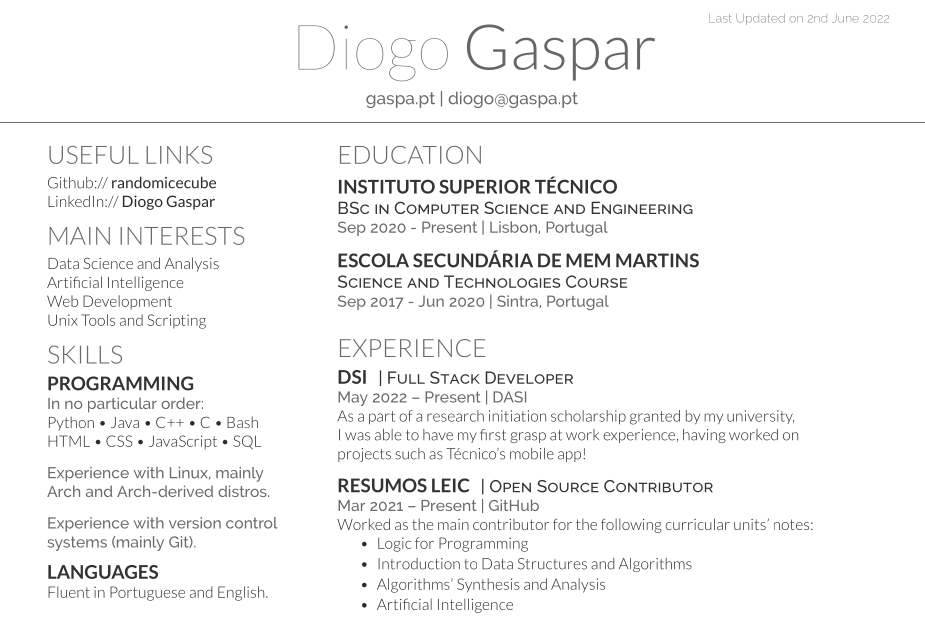 Last Updated on 2nd June 2022
Diogo Gaspar
gaspa.pt | diogo@gaspa.pt
USEFUL LINKS
Github:// randomicecube
LinkedIn:// Diogo Gaspar
MAIN INTERESTS
Data Science and Analysis
Artificial Intelligence
Web Development
Unix Tools and Scripting
SKILLS
PROGRAMMING
In no particular order:
Python • Java • C++ • C • Bash
HTML • CSS • JavaScript • SQL
Experience with Linux, mainly
Arch and Arch-derived distros.
Experience with version control
systems (mainly Git).
LANGUAGES
Fluent in Portuguese and English.
EDUCATION
INSTITUTO SUPERIOR TÉCNICO
BSc in Computer Science and Engineering
Sep 2020 - Present | Lisbon, Portugal
ESCOLA SECUNDÁRIA DE MEM MARTINS
Science and Technologies Course
Sep 2017 - Jun 2020 | Sintra, Portugal
EXPERIENCE
DSI | Full Stack Developer
May 2022 – Present | DASI
As a part of a research initiation scholarship granted by my university,
I was able to have my first grasp at work experience, having worked on
projects such as Técnico's mobile app!
RESUMOS LEIC | Open Source Contributor
Mar 2021 – Present | GitHub
Worked as the main contributor for the following curricular units' notes:
• Logic for Programming
• Introduction to Data Structures and Algorithms
• Algorithms' Synthesis and Analysis
• Artificial Intelligence